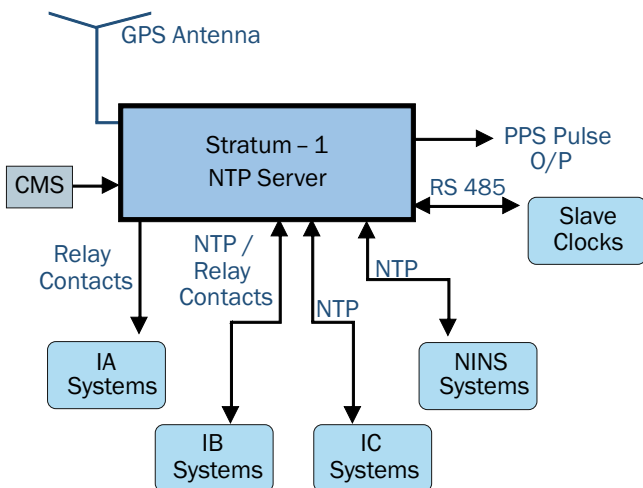 GPS Antenna
Stratum – 1
NTP Server
PPS Pulse
O/P
CMS
RS 485
Slave
Clocks
Relay
Contacts
NTP /
Relay
Contacts
NTP
NTP
IA
Systems
NINS
Systems
IB
Systems
IC
Systems